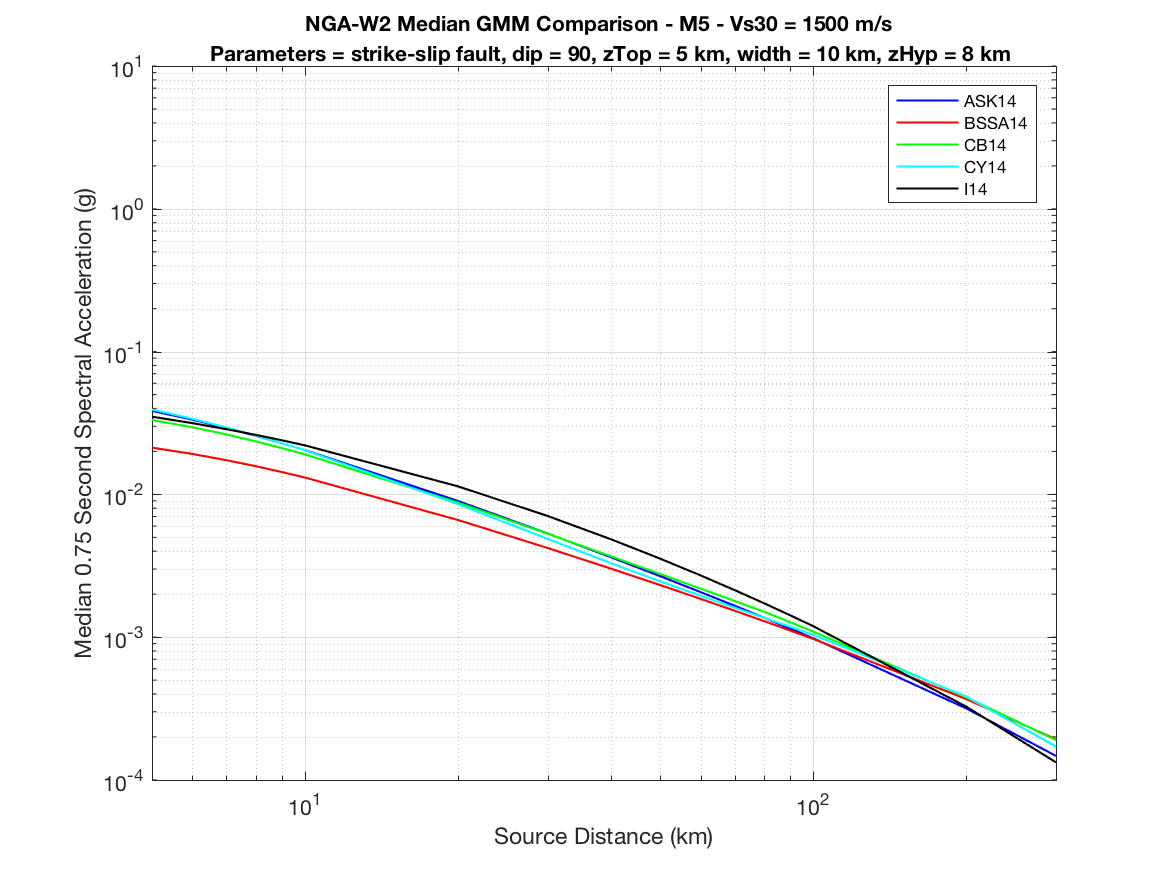 NGA-W2 Median GMM Comparison - M5 - Vs30 = 1500 m/s
Parameters = strike-slip fault, dip = 90, zTop = 5 km, width = 10 km, zHyp = 8 km
10^1
10^0
10^-1
10^-2
10^-3
10^-4
Median 0.75 Second Spectral Acceleration (g)
ASK14
BSSA14
CB14
CY14
I14
10^1
10^2
Source Distance (km)